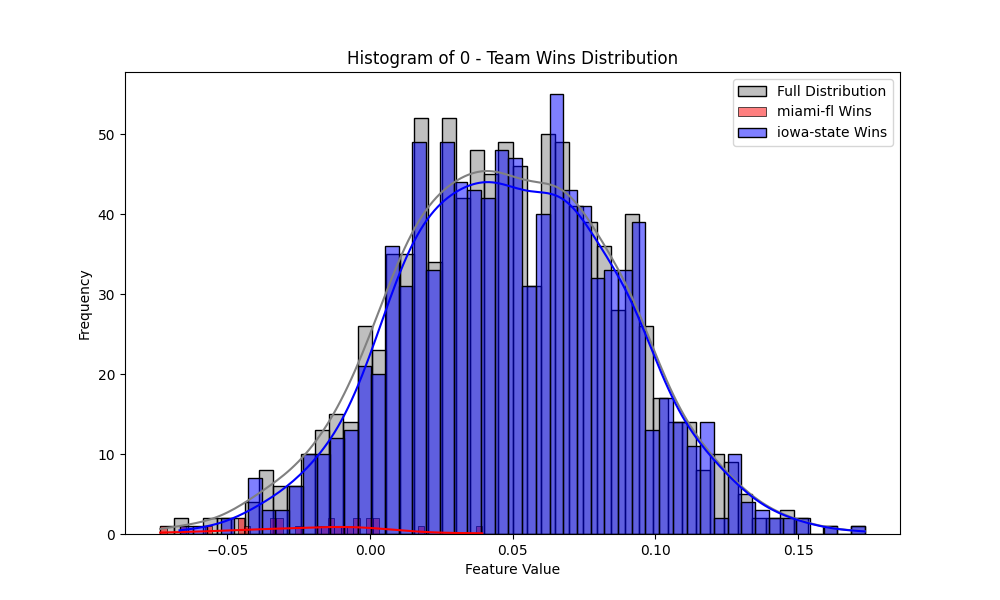 Histogram of 0 - Team Wins Distribution
Full Distribution
miami-fl Wins
iowa-state Wins
Frequency
50
40
30
20
10
0
−0.05 0.00 0.05 0.10 0.15
Feature Value